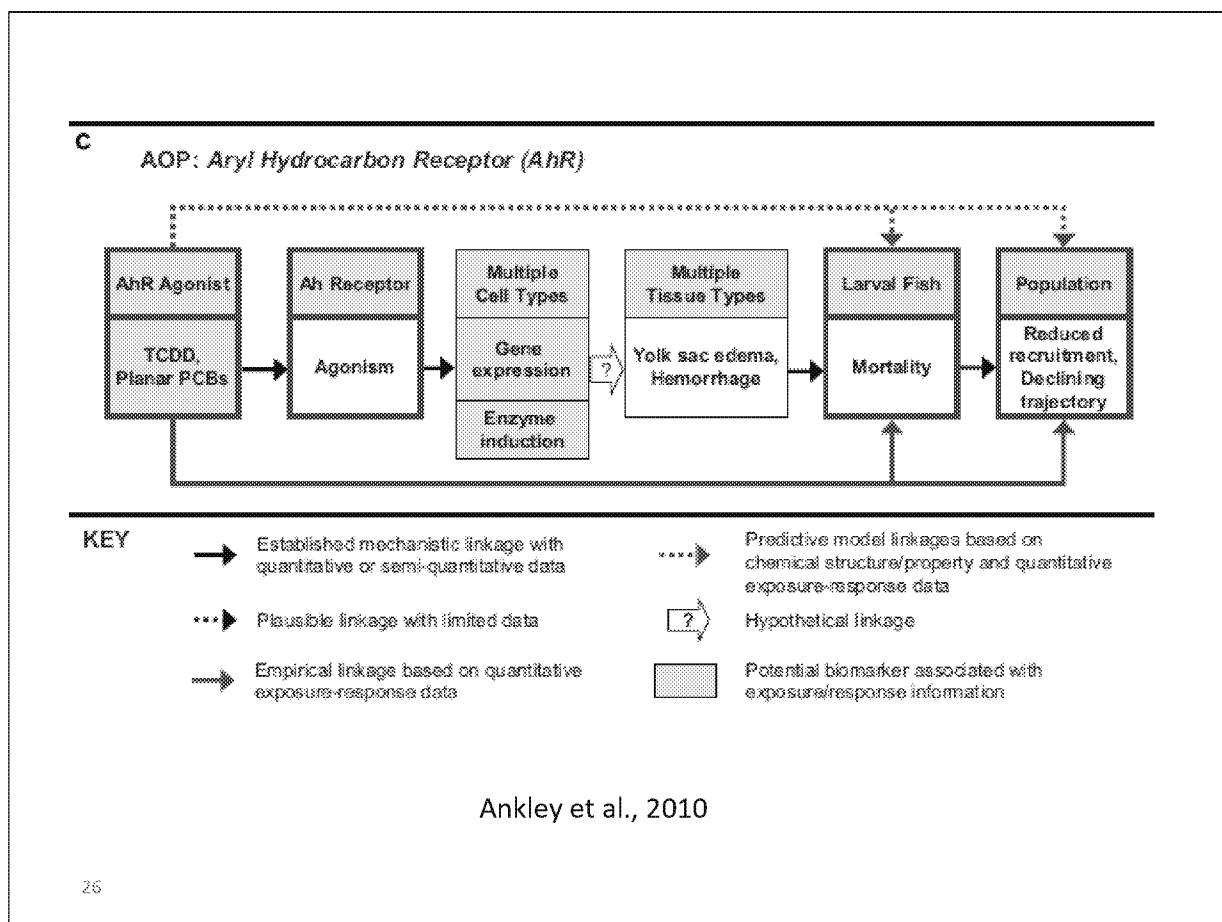 C
AOP: Aryl Hydrocarbon Receptor (AhR)
AhR Agonist
TCDD,
Planar PCBs
Ah Receptor
Agonism
Multiple
Cell Types
Gene
expression
Enzyme
induction
?
Multiple
Tissue Types
Yolk sac edema,
Hemorrhage
Larval Fish
Mortality
Population
Reduced
recruitment,
Declining
trajectory
KEY
Established mechanistic linkage with
quantitative or semi-quantitative data
Plausible linkage with limited data
Empirical linkage based on quantitative
exposure-response data
Predictive model linkages based on
chemical structure/property and quantitative
exposure-response data
?
Hypothetical linkage
Potential biomarker associated with
exposure/response information
Ankley et al., 2010
26